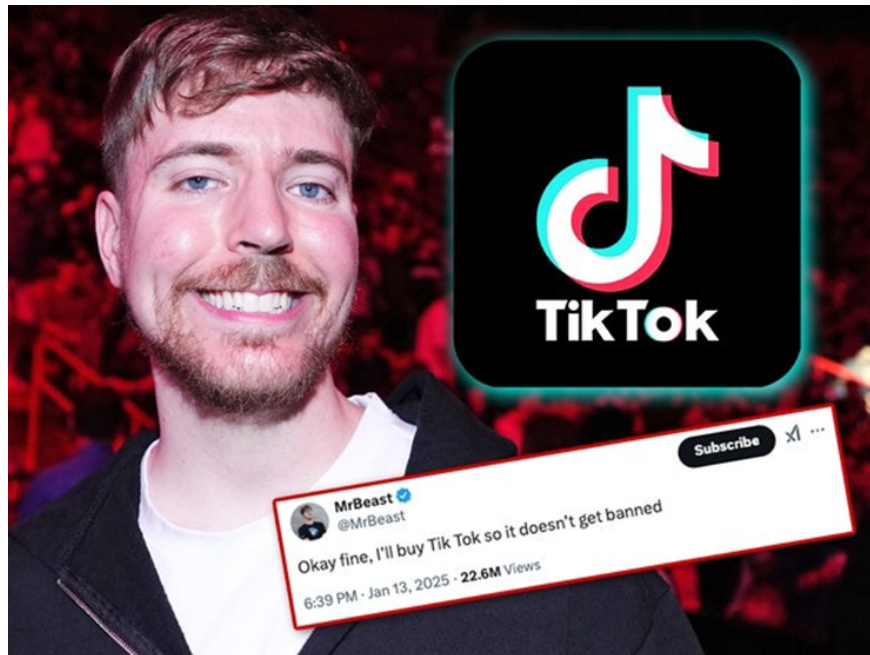 TikTok
Subscribe
MrBeast
@MrBeast
Okay fine, I'll buy Tik Tok so it doesn't get banned
6:39 PM · Jan 13, 2025 · 22.6M Views